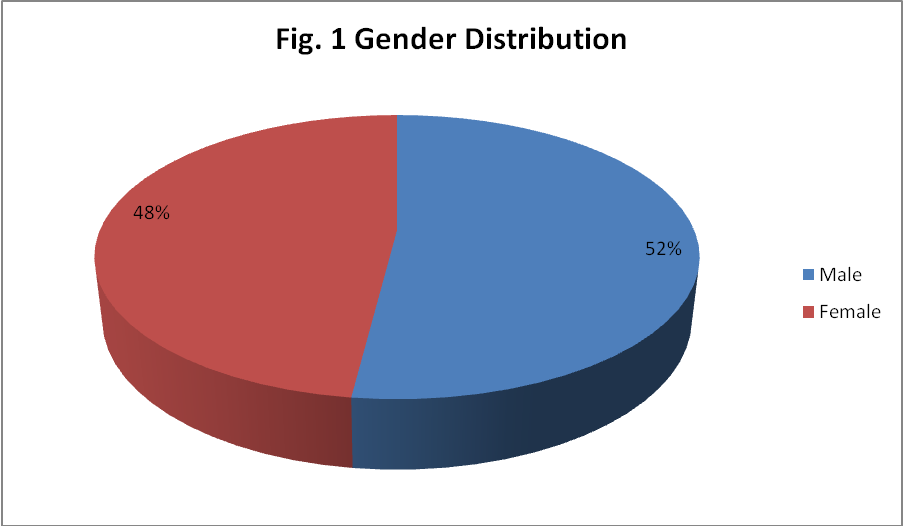 Fig. 1 Gender Distribution
48%
52%
Male
Female